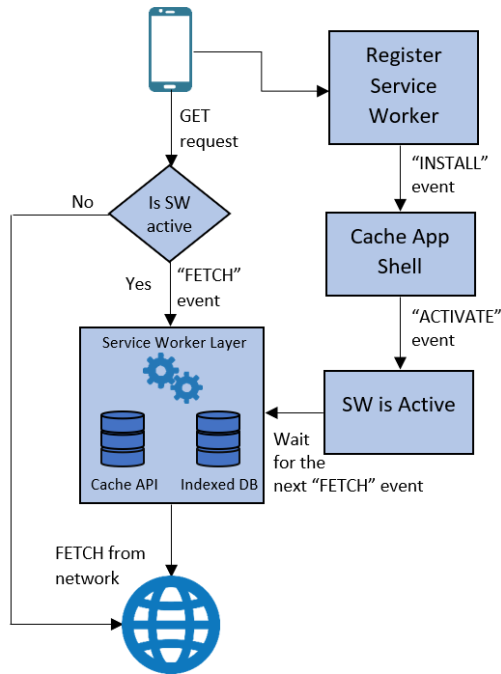 Register
Service
Worker
GET
request
“INSTALL”
event
No
Is SW
active
Cache App
Shell
Yes
“FETCH”
event
“ACTIVATE”
event
Service Worker Layer
SW is Active
Cache API
Indexed DB
Wait
for the
next “FETCH” event
FETCH from
network